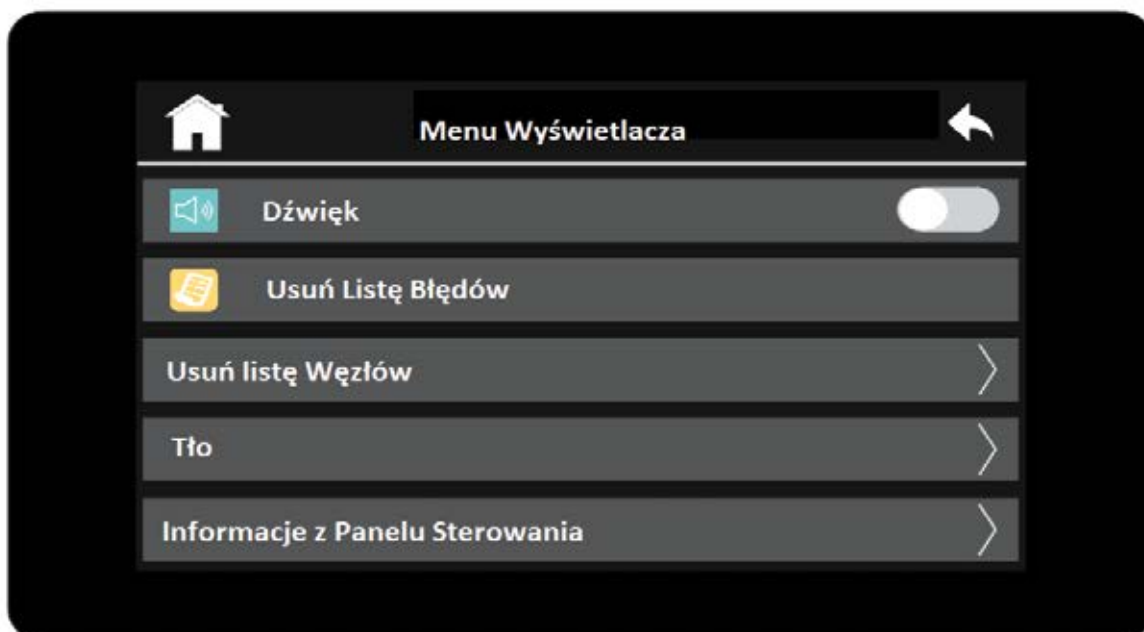 Menu Wyświetlacza
Dźwięk
Usuń Listę Błędów
Usuń listę Węzłów
Tło
Informacje z Panelu Sterowania